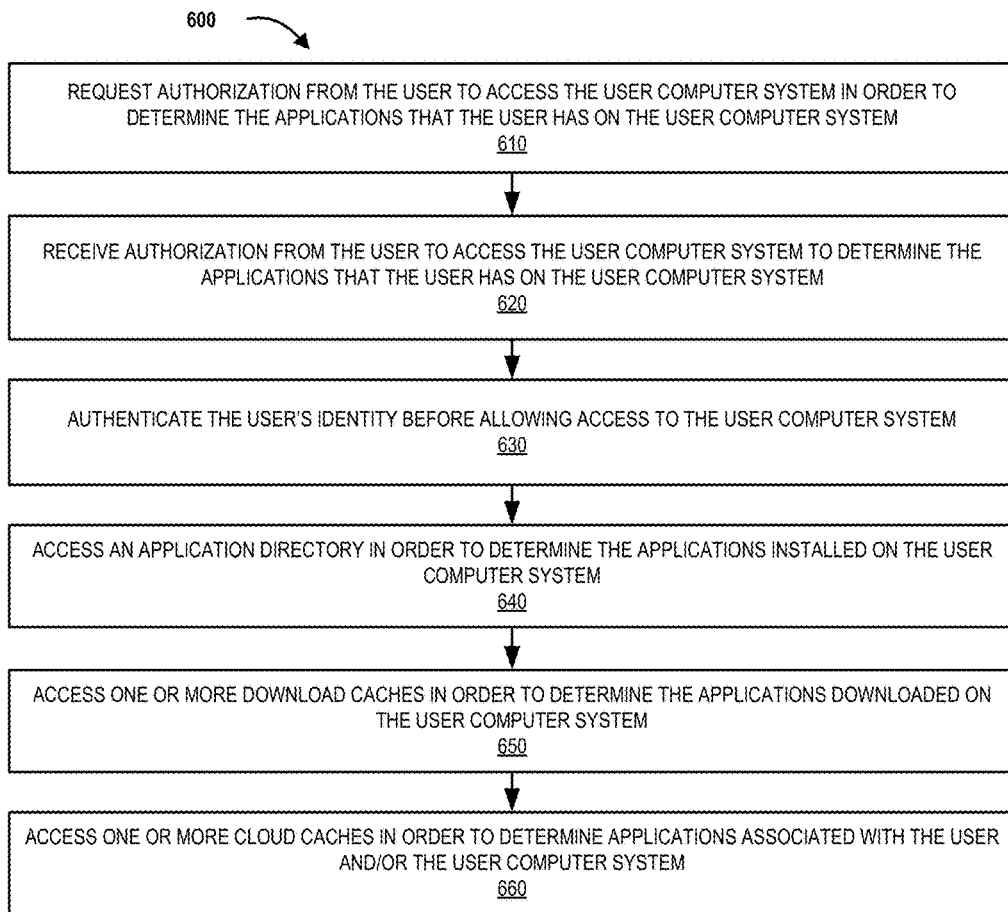 600
REQUEST AUTHORIZATION FROM THE USER TO ACCESS THE USER COMPUTER SYSTEM IN ORDER TO
DETERMINE THE APPLICATIONS THAT THE USER HAS ON THE USER COMPUTER SYSTEM
610
RECEIVE AUTHORIZATION FROM THE USER TO ACCESS THE USER COMPUTER SYSTEM TO DETERMINE THE
APPLICATIONS THAT THE USER HAS ON THE USER COMPUTER SYSTEM
620
AUTHENTICATE THE USER'S IDENTITY BEFORE ALLOWING ACCESS TO THE USER COMPUTER SYSTEM
630
ACCESS AN APPLICATION DIRECTORY IN ORDER TO DETERMINE THE APPLICATIONS INSTALLED ON THE USER
COMPUTER SYSTEM
640
ACCESS ONE OR MORE DOWNLOAD CACHES IN ORDER TO DETERMINE THE APPLICATIONS DOWNLOADED ON
THE USER COMPUTER SYSTEM
650
ACCESS ONE OR MORE CLOUD CACHES IN ORDER TO DETERMINE APPLICATIONS ASSOCIATED WITH THE USER
AND/OR THE USER COMPUTER SYSTEM
660